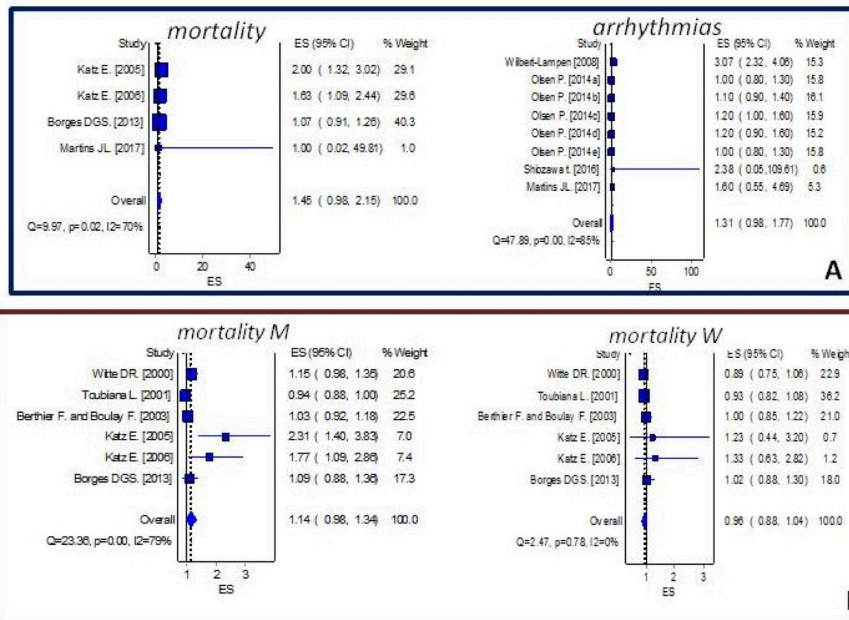 mortality
Study ES (95% CI) % Weight
Katz E. [2005] 2.00 ( 1.32, 3.02) 29.1
Katz E. [2006] 1.63 ( 1.09, 2.44) 29.6
Borges DGS. [2013] 1.07 ( 0.91, 1.26) 40.3
Martins JL. [2017] 1.00 ( 0.02, 49.81) 1.0
Overall 1.45 ( 0.98, 2.15) 100.0
Q=9.97, p=0.02, I2=70%
0 20 40
ES
arrhythmias
Study ES (95% CI) % Weight
Wilbert-Lampen [2008] 3.07 ( 2.32, 4.06) 15.3
Olsen P. [2014a] 1.00 ( 0.80, 1.30) 15.8
Olsen P. [2014b] 1.10 ( 0.90, 1.40) 16.1
Olsen P. [2014c] 1.20 ( 1.00, 1.60) 15.9
Olsen P. [2014d] 1.20 ( 0.90, 1.60) 15.2
Olsen P. [2014e] 1.00 ( 0.80, 1.30) 15.8
Shiozawa t. [2016] 2.38 ( 0.05,109.61) 0.6
Martins JL. [2017] 1.60 ( 0.55, 4.69) 5.3
Overall 1.31 ( 0.98, 1.77) 100.0
Q=47.89, p=0.00, I2=85%
0 50 100
ES
A
mortality M
Study ES (95% CI) % Weight
Witte DR. [2000] 1.15 ( 0.98, 1.35) 20.6
Toubiana L. [2001] 0.94 ( 0.88, 1.00) 25.2
Berthier F. and Boulay F. [2003] 1.03 ( 0.92, 1.18) 22.5
Katz E. [2005] 2.31 ( 1.40, 3.83) 7.0
Katz E. [2006] 1.77 ( 1.09, 2.86) 7.4
Borges DGS. [2013] 1.09 ( 0.88, 1.36) 17.3
Overall 1.14 ( 0.98, 1.34) 100.0
Q=23.36, p=0.00, I2=79%
1 2 3
ES
mortality W
Study ES (95% CI) % Weigh
Witte DR. [2000] 0.89 ( 0.75, 1.06) 22.9
Toubiana L. [2001] 0.93 ( 0.82, 1.08) 36.2
Berthier F. and Boulay F. [2003] 1.00 ( 0.85, 1.22) 21.0
Katz E. [2005] 1.23 ( 0.44, 3.20) 0.7
Katz E. [2006] 1.33 ( 0.63, 2.82) 1.2
Borges DGS. [2013] 1.02 ( 0.88, 1.30) 18.0
Overall 0.96 ( 0.88, 1.04) 100.0
Q=2.47, p=0.78, I2=0%
1 2 3
ES